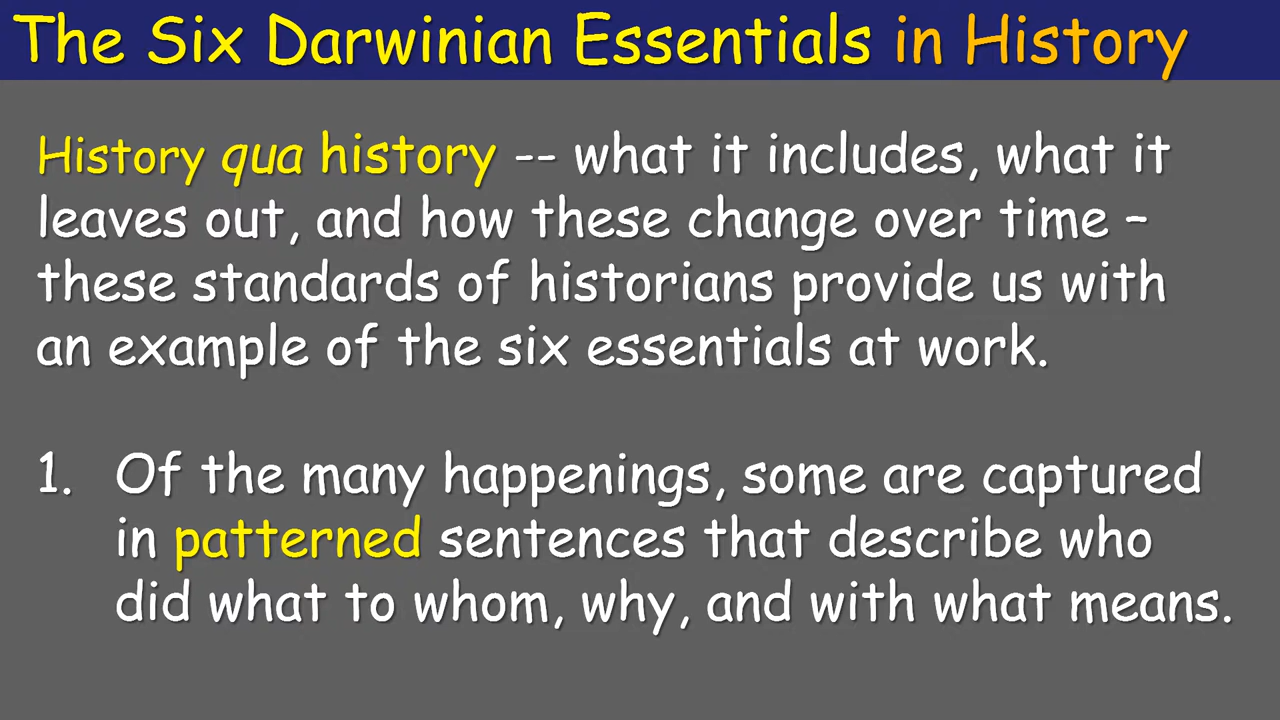 The Six Darwinian Essentials in History
History qua history -- what it includes, what it
leaves out, and how these change over time –
these standards of historians provide us with
an example of the six essentials at work.
1. Of the many happenings, some are captured
in patterned sentences that describe who
did what to whom, why, and with what means.